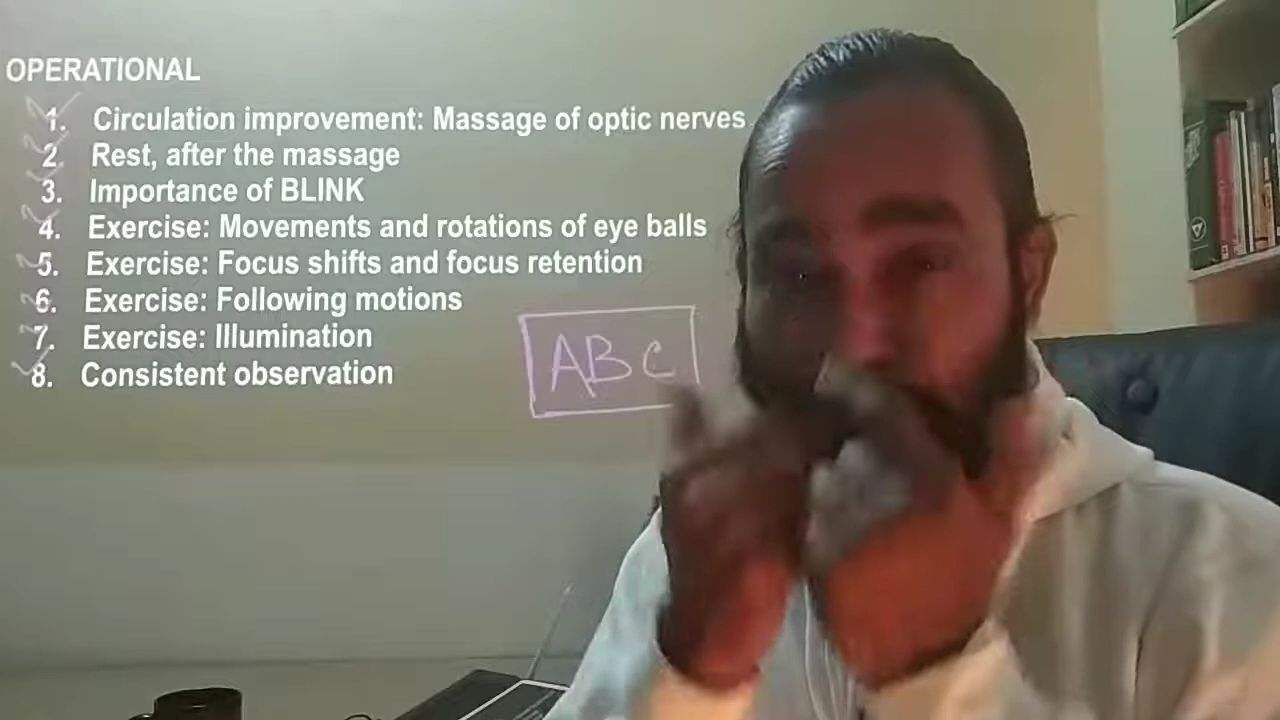 OPERATIONAL
1. Circulation improvement: Massage of optic nerves
2. Rest, after the massage
3. Importance of BLINK
4. Exercise: Movements and rotations of eye balls
5. Exercise: Focus shifts and focus retention
6. Exercise: Following motions
7. Exercise: Illumination
8. Consistent observation
ABC